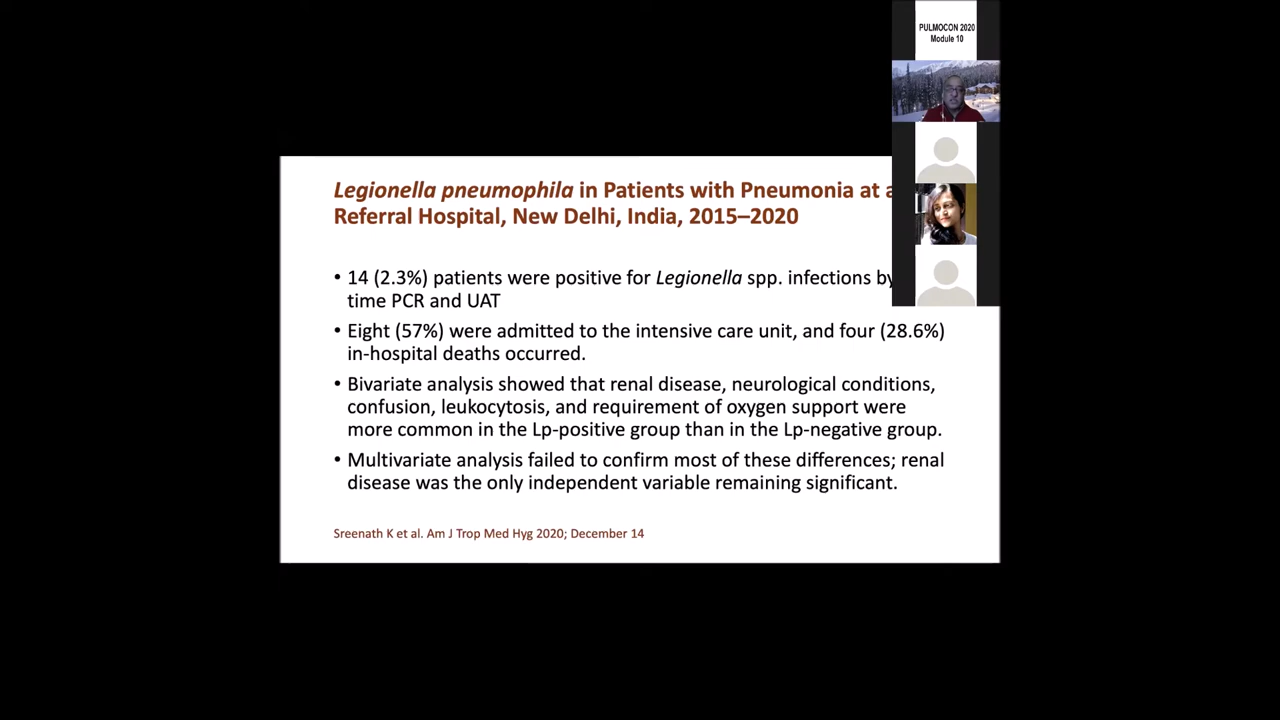 PULMOCON 2020
Module 10
Legionella pneumophila in Patients with Pneumonia at
Referral Hospital, New Delhi, India, 2015–2020
• 14 (2.3%) patients were positive for Legionella spp. infections by
time PCR and UAT
• Eight (57%) were admitted to the intensive care unit, and four (28.6%)
in-hospital deaths occurred.
• Bivariate analysis showed that renal disease, neurological conditions,
confusion, leukocytosis, and requirement of oxygen support were
more common in the Lp-positive group than in the Lp-negative group.
• Multivariate analysis failed to confirm most of these differences; renal
disease was the only independent variable remaining significant.
Sreenath K et al. Am J Trop Med Hyg 2020; December 14